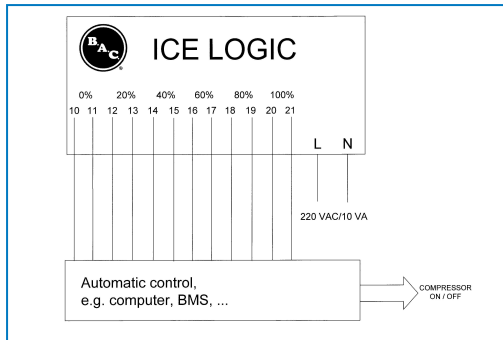 BAC ®
ICE LOGIC
0% 20% 40% 60% 80% 100%
10 11 12 13 14 15 16 17 18 19 20 21
L N
220 VAC/10 VA
Automatic control,
e.g. computer, BMS, ...
COMPRESSOR
ON / OFF